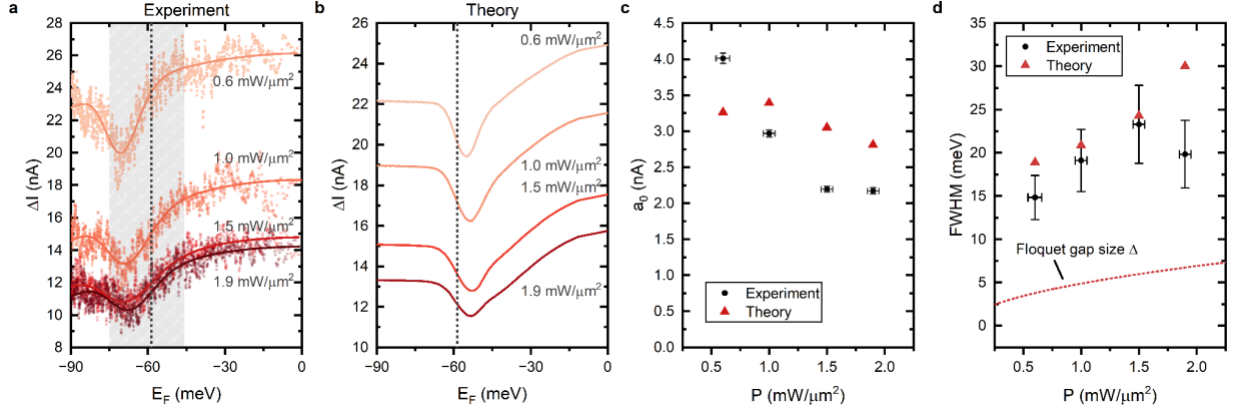 a
Experiment
28
26
24
22
20
18
16
14
12
10
8
ΔI (nA)
0.6 mW/μm²
1.0 mW/μm²
1.5 mW/μm²
1.9 mW/μm²
−90
−60
−30
0
E_F (meV)
b
Theory
26
24
22
20
18
16
14
12
10
ΔI (nA)
0.6 mW/μm²
1.0 mW/μm²
1.5 mW/μm²
1.9 mW/μm²
−90
−60
−30
0
E_F (meV)
c
4.5
4.0
3.5
3.0
2.5
2.0
1.5
1.0
0.5
0.0
a₀
Experiment
Theory
0.5
1.0
1.5
2.0
P (mW/μm²)
d
35
30
25
20
15
10
5
0
FWHM (meV)
Experiment
Theory
Floquet gap size Δ
0.5
1.0
1.5
2.0
P (mW/μm²)